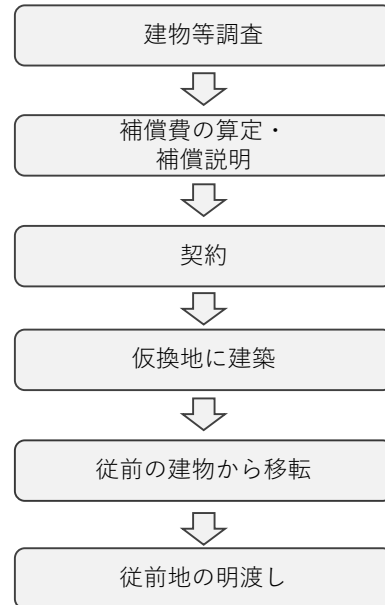 建物等調査
補償費の算定・
補償説明
契約
仮換地に建築
従前の建物から移転
従前地の明渡し